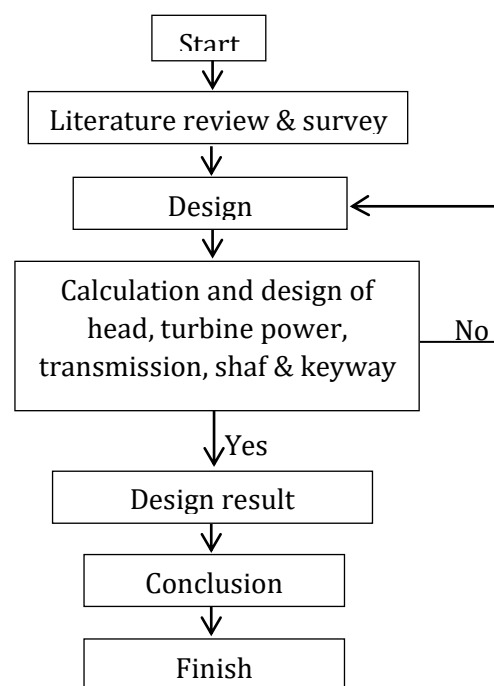 Start
Literature review & survey
Design
Calculation and design of
head, turbine power,
transmission, shaf & keyway
No
Yes
Design result
Conclusion
Finish